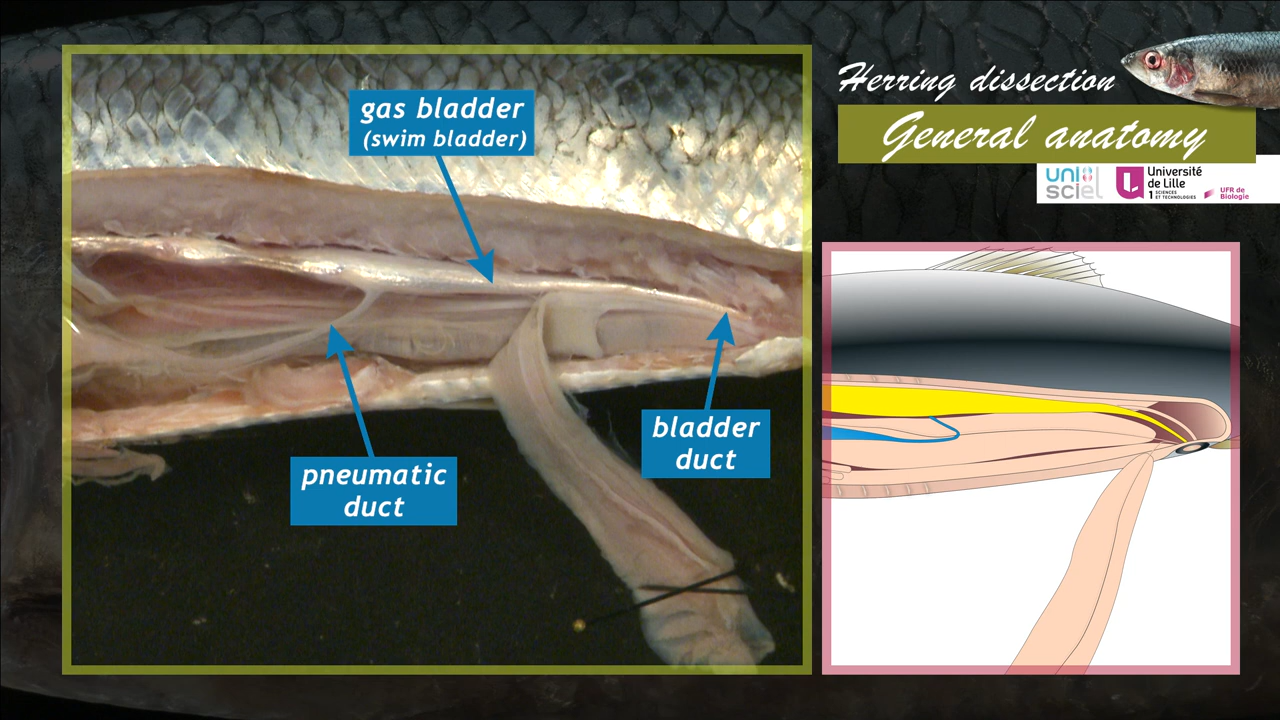 Herring dissection
General anatomy
uni
sciel
Université
de Lille
1 SCIENCES
ET TECHNOLOGIES
UFR de
Biologie
gas bladder
(swim bladder)
bladder
duct
pneumatic
duct